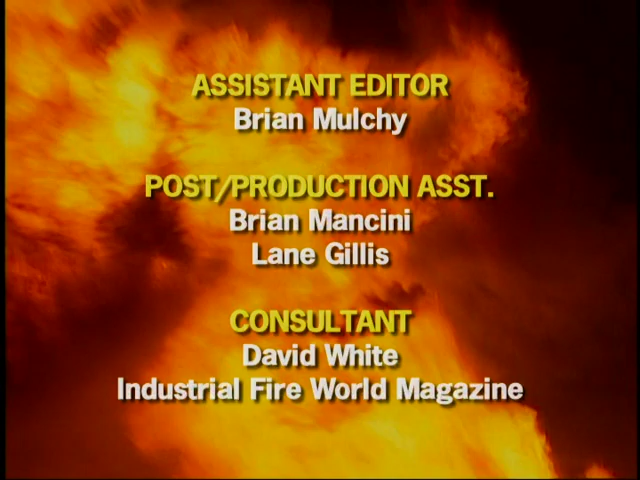 ASSISTANT EDITOR
Brian Mulchy
POST/PRODUCTION ASST.
Brian Mancini
Lane Gillis
CONSULTANT
David White
Industrial Fire World Magazine